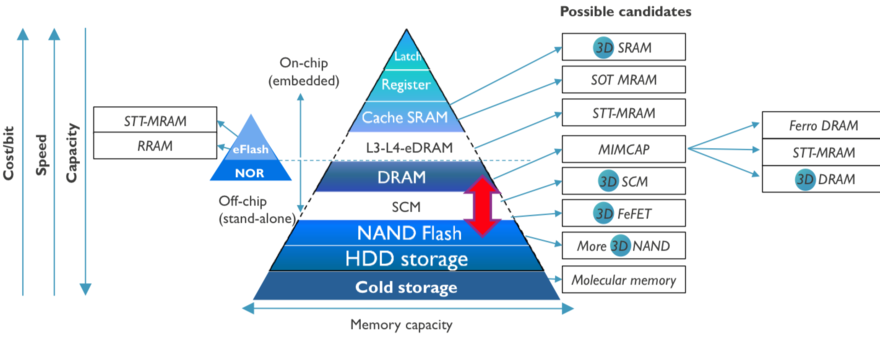 Possible candidates
Cost/bit
Speed
Capacity
On-chip
(embedded)
Off-chip
(stand-alone)
STT-MRAM
RRAM
eFlash
NOR
Latch
Register
Cache SRAM
L3-L4-eDRAM
DRAM
SCM
NAND Flash
HDD storage
Cold storage
Memory capacity
3D SRAM
SOT MRAM
STT-MRAM
MIMCAP
3D SCM
3D FeFET
More 3D NAND
Molecular memory
Ferro DRAM
STT-MRAM
3D DRAM